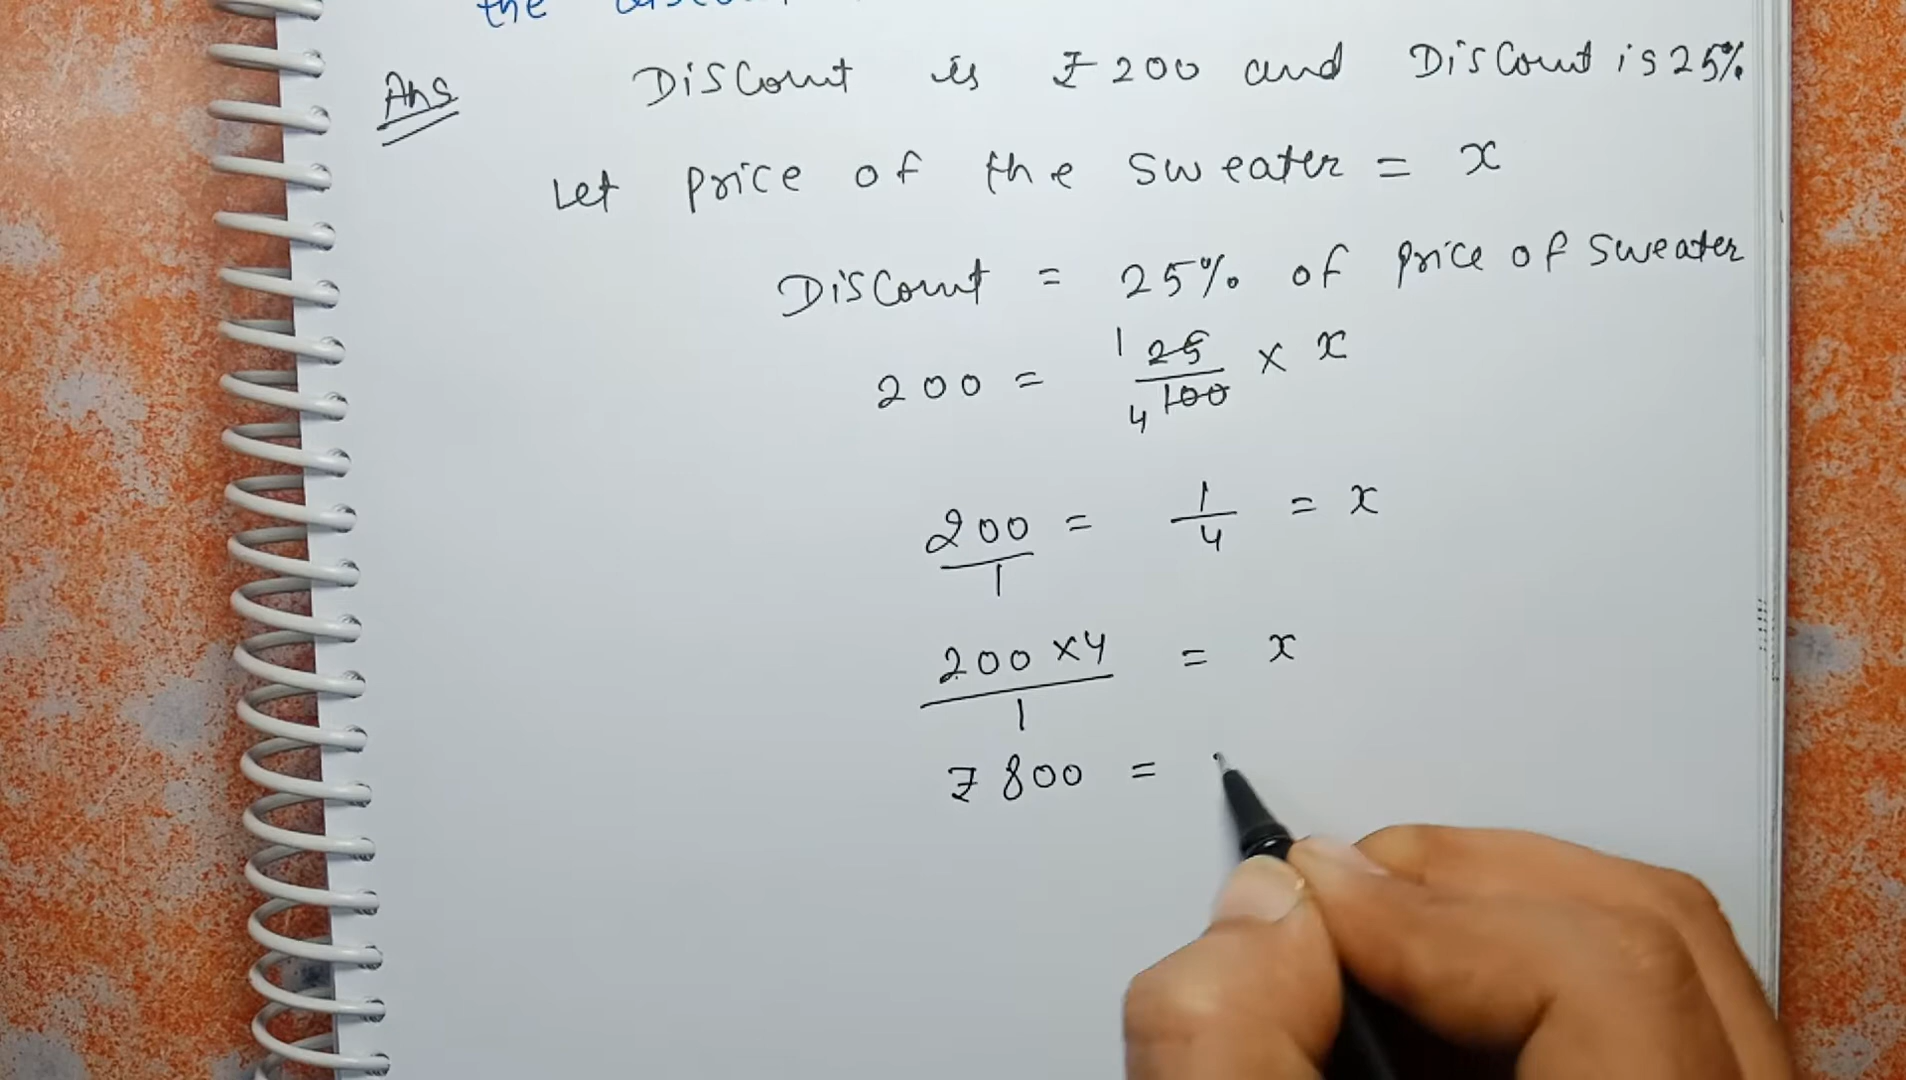 the
Ans Discount is ₹ 200 and Discount is 25%
Let price of the sweater = x
Discount = 25% of price of sweater
200 = 1 25/4 100 × x
200/1 = 1/4 = x
200 × 4/1 = x
₹ 800 =